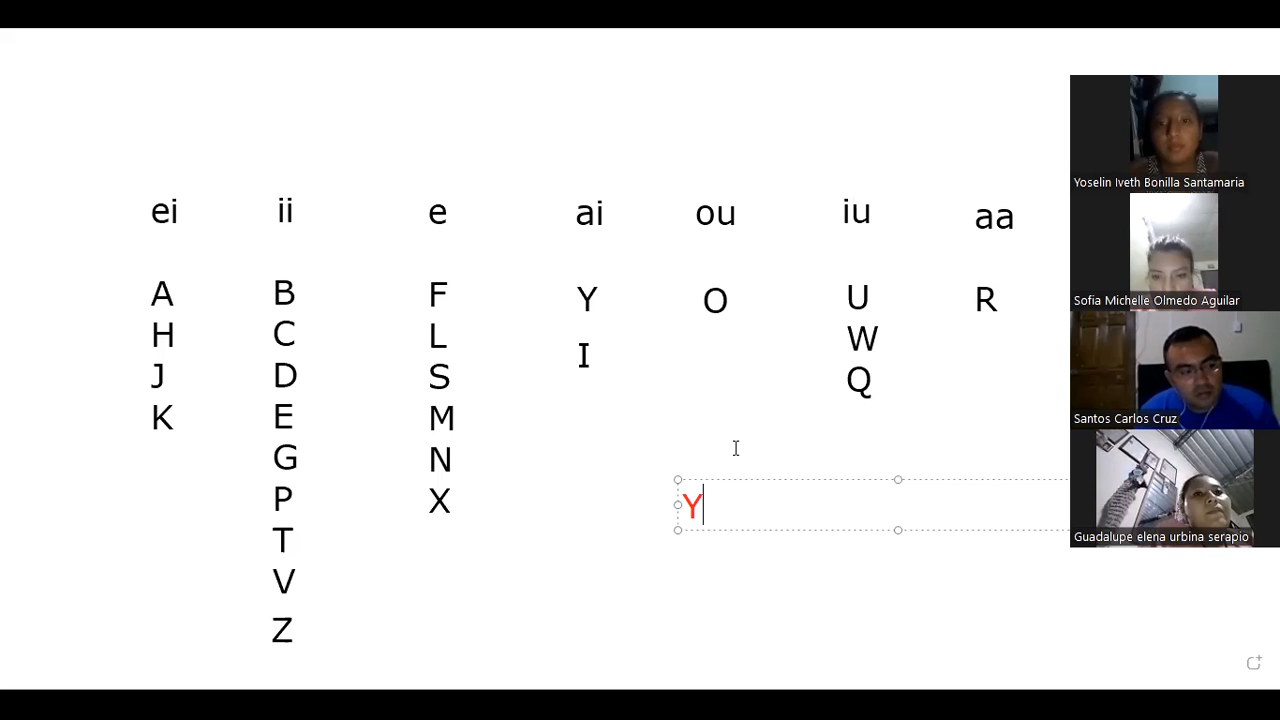 ei ii e ai ou iu aa
A B F Y O U R
H C L I W
J D S Q
K E M
G N
P X
T
V
Z
Y
Yoselin Iveth Bonilla Santamaria
Sofia Michelle Olmedo Aguilar
Santos Carlos Cruz
Guadalupe elena urbina serapio